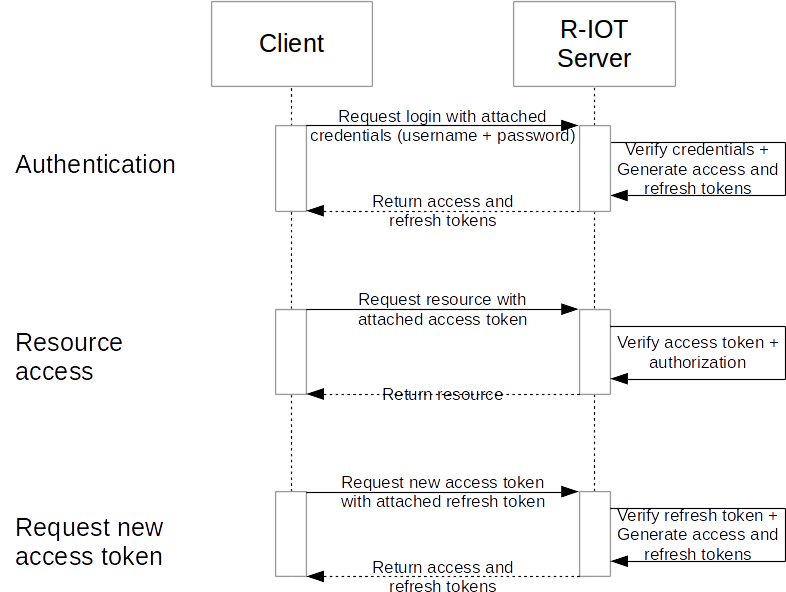 Client
R-IOT
Server
Authentication
Request login with attached
credentials (username + password)
Verify credentials +
Generate access and
refresh tokens
Return access and
refresh tokens
Resource
access
Request resource with
attached access token
Verify access token +
authorization
Return resource
Request new
access token
Request new access token
with attached refresh token
Verify refresh token +
Generate access and
refresh tokens
Return access and
refresh tokens